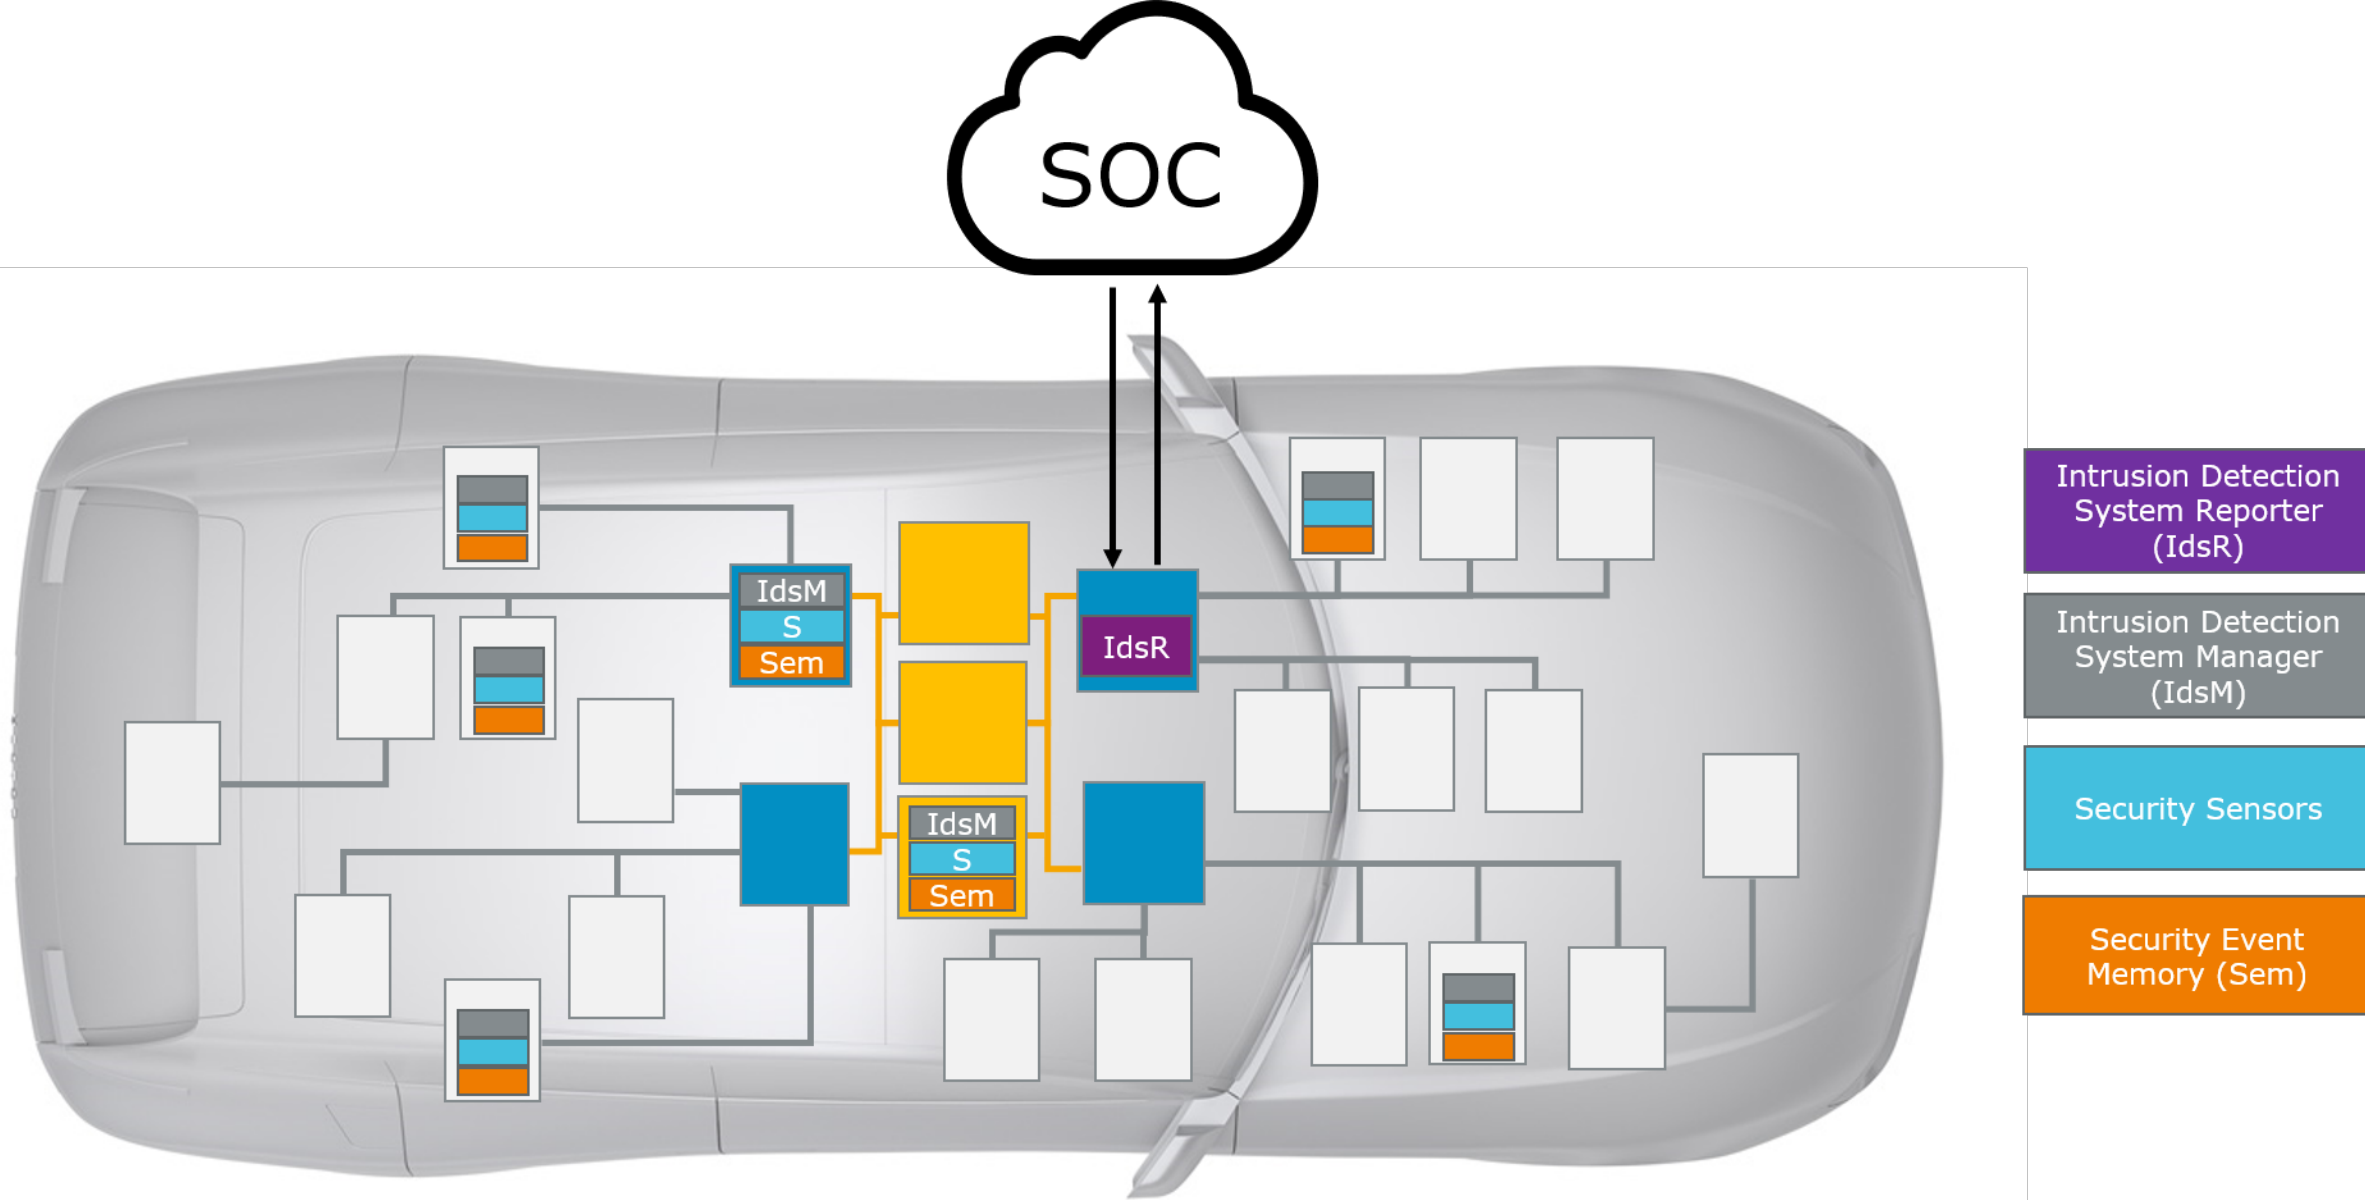 SOC
IdsM
S
Sem
IdsR
IdsM
S
Sem
Intrusion Detection
System Reporter
(IdsR)
Intrusion Detection
System Manager
(IdsM)
Security Sensors
Security Event
Memory (Sem)